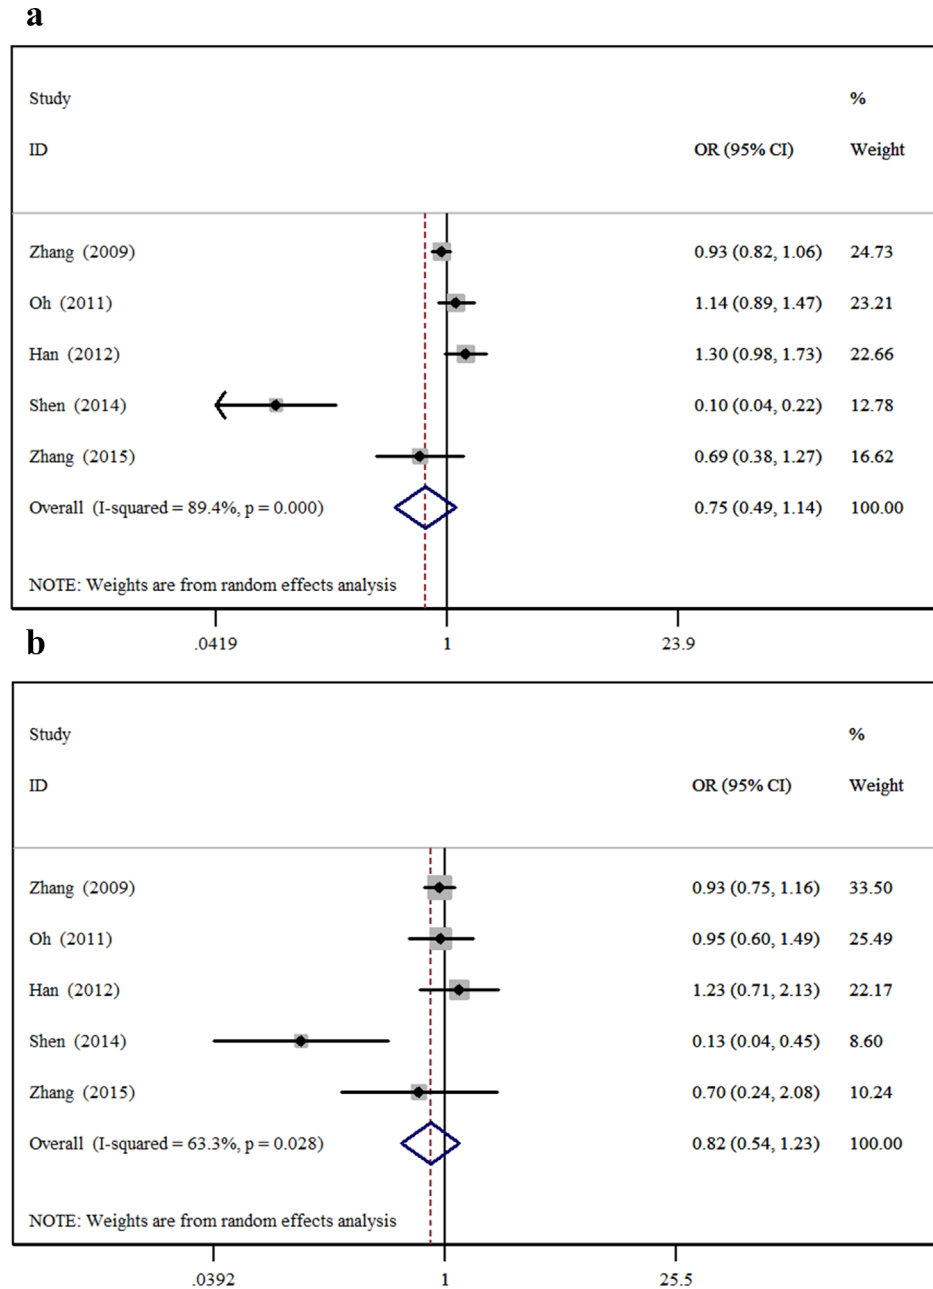 a
Study %
ID OR (95% CI) Weight
Zhang (2009) 0.93 (0.82, 1.06) 24.73
Oh (2011) 1.14 (0.89, 1.47) 23.21
Han (2012) 1.30 (0.98, 1.73) 22.66
Shen (2014) 0.10 (0.04, 0.22) 12.78
Zhang (2015) 0.69 (0.38, 1.27) 16.62
Overall (I-squared = 89.4%, p = 0.000) 0.75 (0.49, 1.14) 100.00
NOTE: Weights are from random effects analysis
.0419 1 23.9
b
Study %
ID OR (95% CI) Weight
Zhang (2009) 0.93 (0.75, 1.16) 33.50
Oh (2011) 0.95 (0.60, 1.49) 25.49
Han (2012) 1.23 (0.71, 2.13) 22.17
Shen (2014) 0.13 (0.04, 0.45) 8.60
Zhang (2015) 0.70 (0.24, 2.08) 10.24
Overall (I-squared = 63.3%, p = 0.028) 0.82 (0.54, 1.23) 100.00
NOTE: Weights are from random effects analysis
.0392 1 25.5